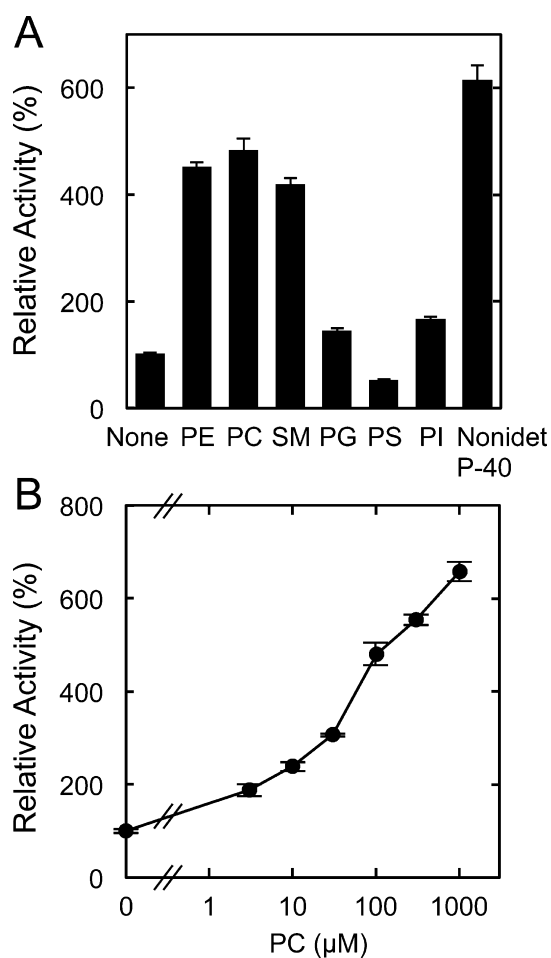 A
Relative Activity (%)
600
400
200
0
None PE PC SM PG PS PI Nonidet
P-40
B
Relative Activity (%)
800
600
400
200
0
0 1 10 100 1000
PC (µM)